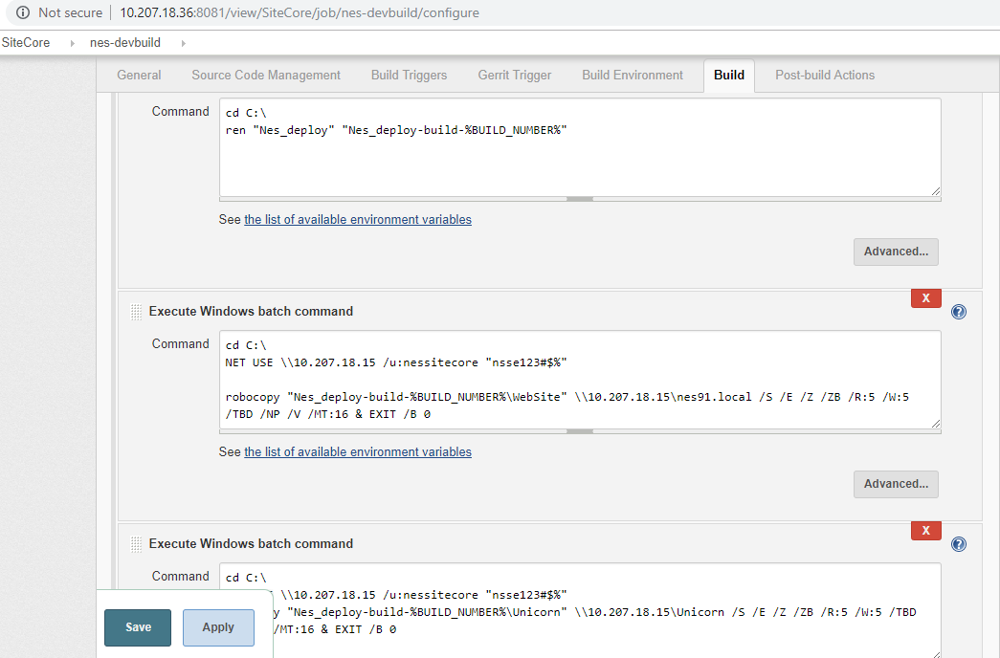 Not secure | 10.207.18.36:8081/view/SiteCore/job/nes-devbuild/configure
SiteCore nes-devbuild
General Source Code Management Build Triggers Gerrit Trigger Build Environment Build Post-build Actions
Command
cd C:\
ren "Nes_deploy" "Nes_deploy-build-%BUILD_NUMBER%"
See the list of available environment variables
Advanced...
X
Execute Windows batch command
?
Command
cd C:\
NET USE \\10.207.18.15 /u:nessitecore "nsse123#$%"
robocopy "Nes_deploy-build-%BUILD_NUMBER%\WebSite" \\10.207.18.15\nes91.local /S /E /Z /ZB /R:5 /W:5
/TBD /NP /V /MT:16 & EXIT /B 0
See the list of available environment variables
Advanced...
X
Execute Windows batch command
?
Command
cd C:\
\\10.207.18.15 /u:nessitecore "nsse123#$%"
y "Nes_deploy-build-%BUILD_NUMBER%\Unicorn" \\10.207.18.15\Unicorn /S /E /Z /ZB /R:5 /W:5 /TBD
/MT:16 & EXIT /B 0
Save Apply